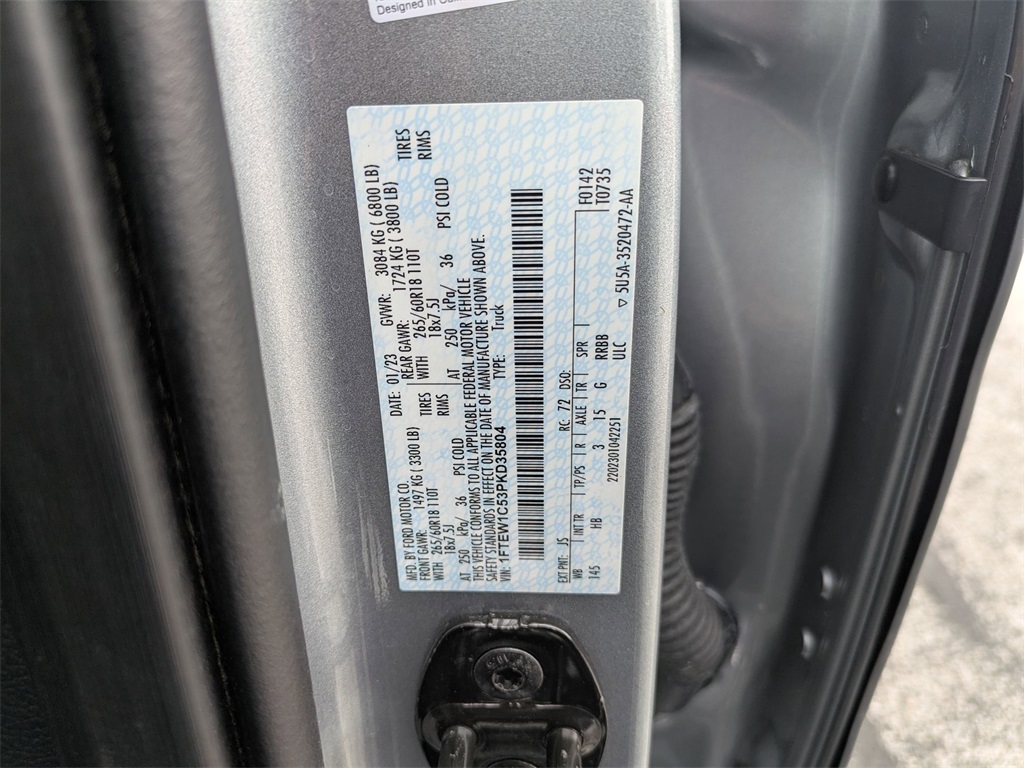 Designed in
MFD. BY FORD MOTOR CO. DATE: 01/23 GVWR: 3084 KG ( 6800 LB)
FRONT GAWR: 1497 KG ( 3300 LB) REAR GAWR: 1724 KG ( 3800 LB)
WITH 265/60R18 110T TIRES WITH 265/60R18 110T TIRES
18x7.5J RIMS 18x7.5J RIMS
AT 250 kPa/ 36 PSI COLD AT 250 kPa/ 36 PSI COLD
THIS VEHICLE CONFORMS TO ALL APPLICABLE FEDERAL MOTOR VEHICLE
SAFETY STANDARDS IN EFFECT ON THE DATE OF MANUFACTURE SHOWN ABOVE.
VIN: 1FTEW1C53PKD35804 TYPE: Truck
EXT PNT: JS RC: 72 DSO: F0142
WB INT TR TP/PS R AXLE TR SPR T0735
145 HB 3 15 G RRBB
2202301042251 ULC ▽ 5U5A-3520472-AA